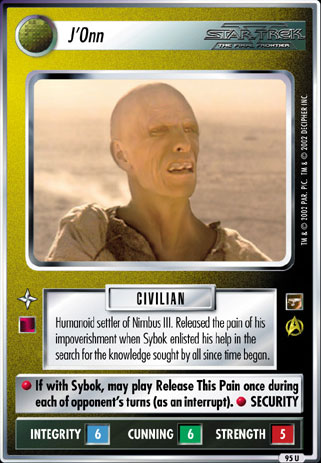 J'Onn
STAR TREK V
THE FINAL FRONTIER
TM & © 2002 PAR. PIC. TM & © 2002 DECIPHER INC.
CIVILIAN
Humanoid settler of Nimbus III. Released the pain of his
impoverishment when Sybok enlisted his help in the
search for the knowledge sought by all since time began.
● If with Sybok, may play Release This Pain once during
each of opponent's turns (as an interrupt). ● SECURITY
INTEGRITY 6 CUNNING 6 STRENGTH 5
95 U